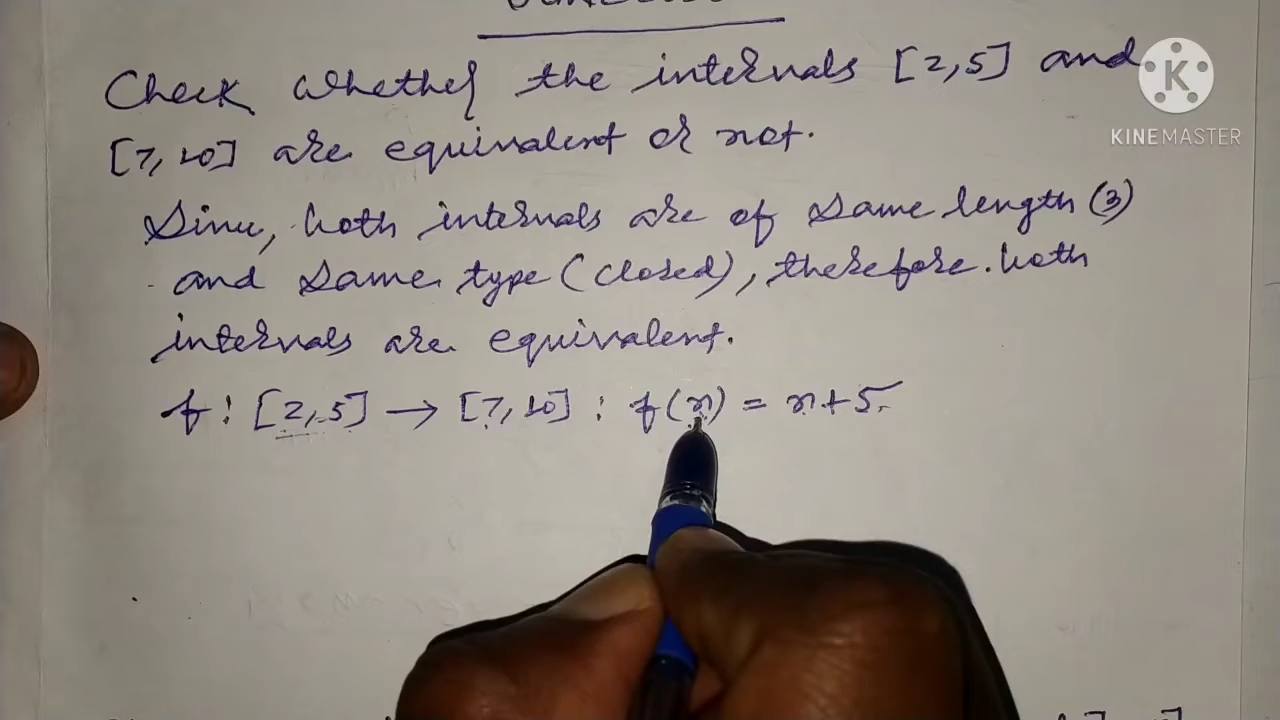 Check whether the intervals [2,5] and
[7,10] are equivalent or not.
Since, both intervals are of same length (3)
and same type (closed), therefore both
intervals are equivalent.
f : [2,5] → [7,10] : f(x) = x+5
K
KINEMASTER